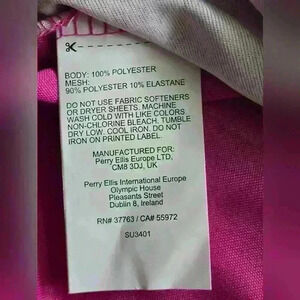 BODY: 100% POLYESTER
MESH:
90% POLYESTER 10% ELASTANE
DO NOT USE FABRIC SOFTENERS
OR DRYER SHEETS. MACHINE
WASH COLD WITH LIKE COLORS.
NON-CHLORINE BLEACH. TUMBLE
DRY LOW. COOL IRON. DO NOT
IRON ON PRINTED LABEL.
MANUFACTURED FOR:
Perry Ellis Europe LTD,
CM8 3DJ, UK
Perry Ellis International Europe
Olympic House
Pleasants Street
Dublin 8, Ireland
RN# 37763 / CA# 55972
SU3401